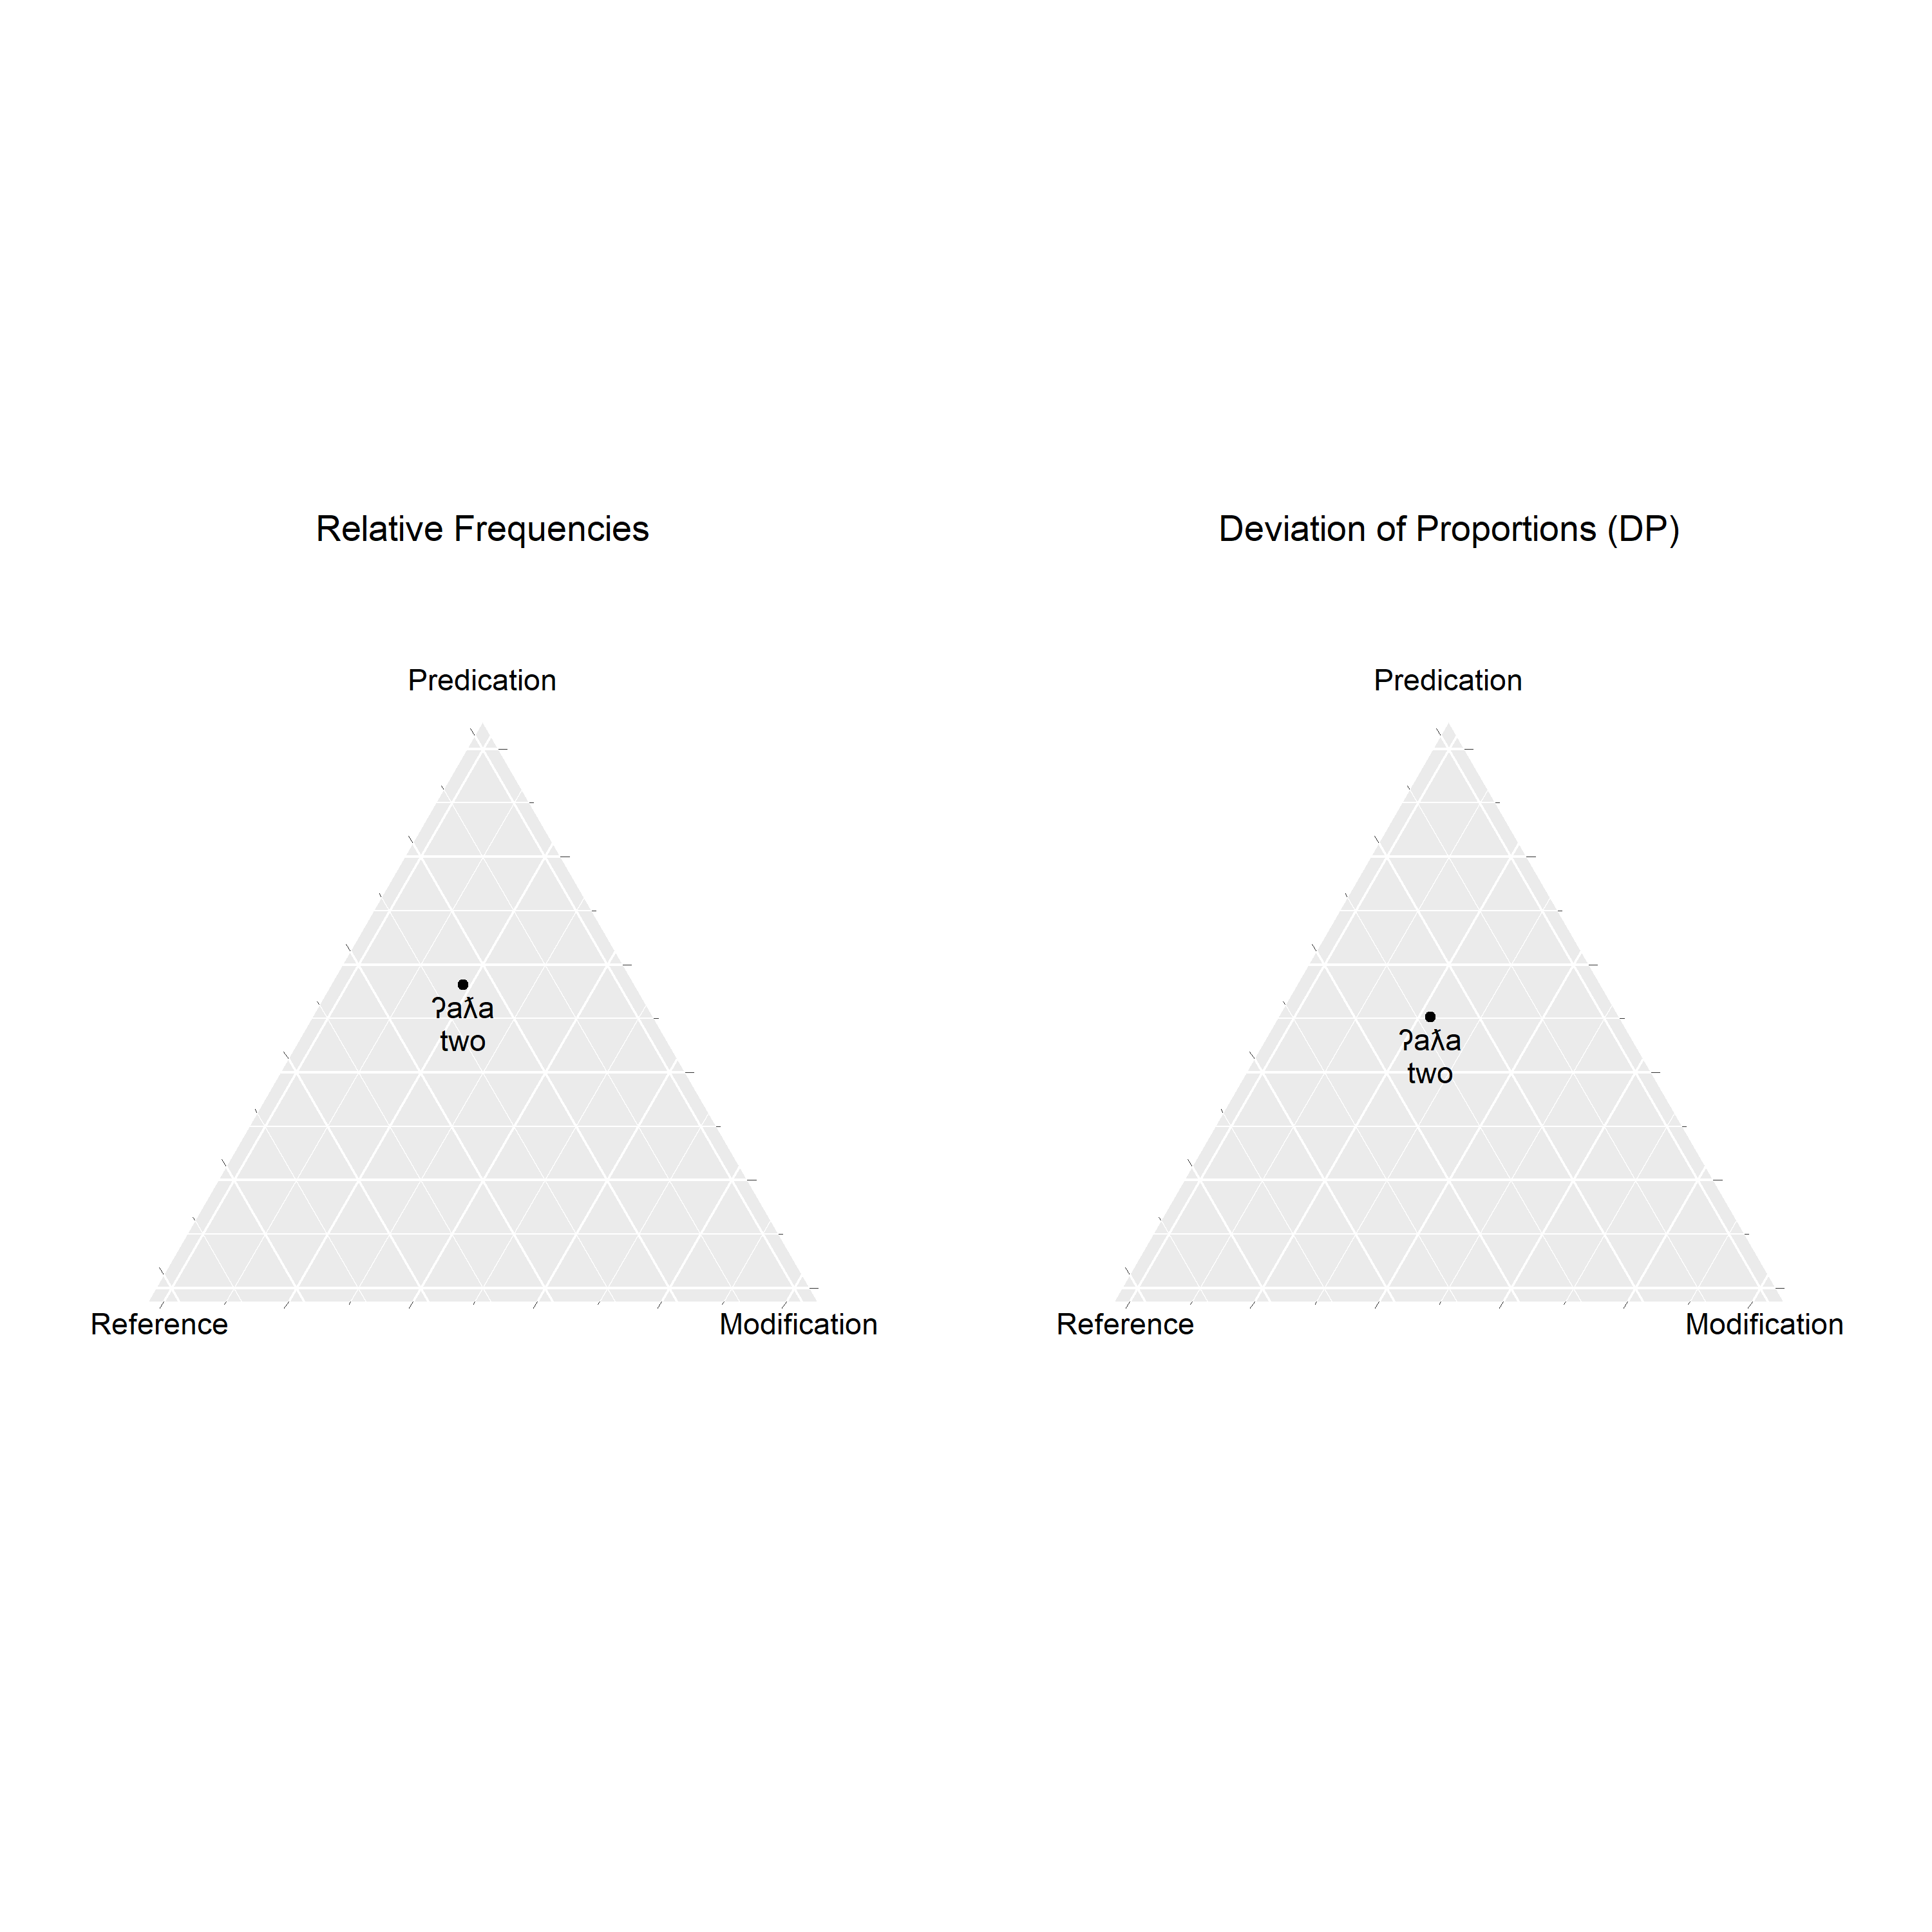 Relative Frequencies
Predication
ʔaƛa
two
Reference
Modification
Deviation of Proportions (DP)
Predication
ʔaƛa
two
Reference
Modification